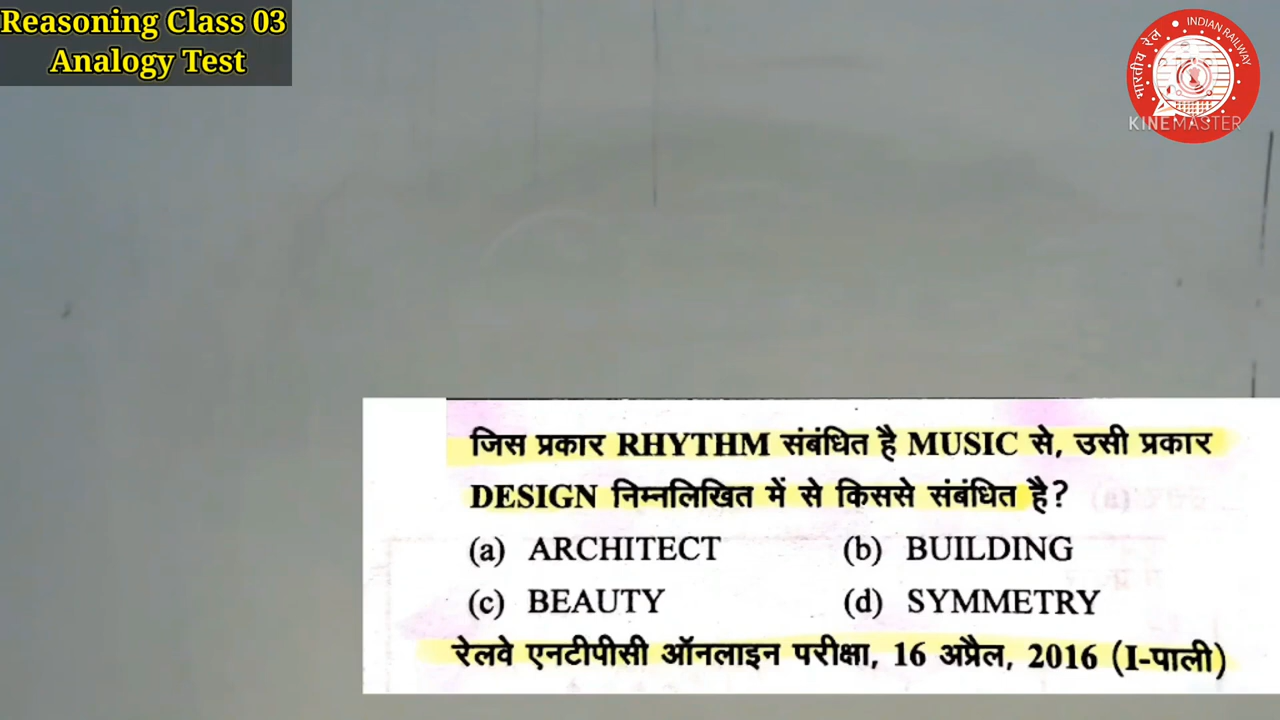 Reasoning Class 03
Analogy Test
भारतीय रेल
INDIAN RAILWAY
KINEMASTER
जिस प्रकार RHYTHM संबंधित है MUSIC से, उसी प्रकार
DESIGN निम्नलिखित में से किससे संबंधित है?
(a) ARCHITECT (b) BUILDING
(c) BEAUTY (d) SYMMETRY
रेलवे एनटीपीसी ऑनलाइन परीक्षा, 16 अप्रैल, 2016 (I-पाली)